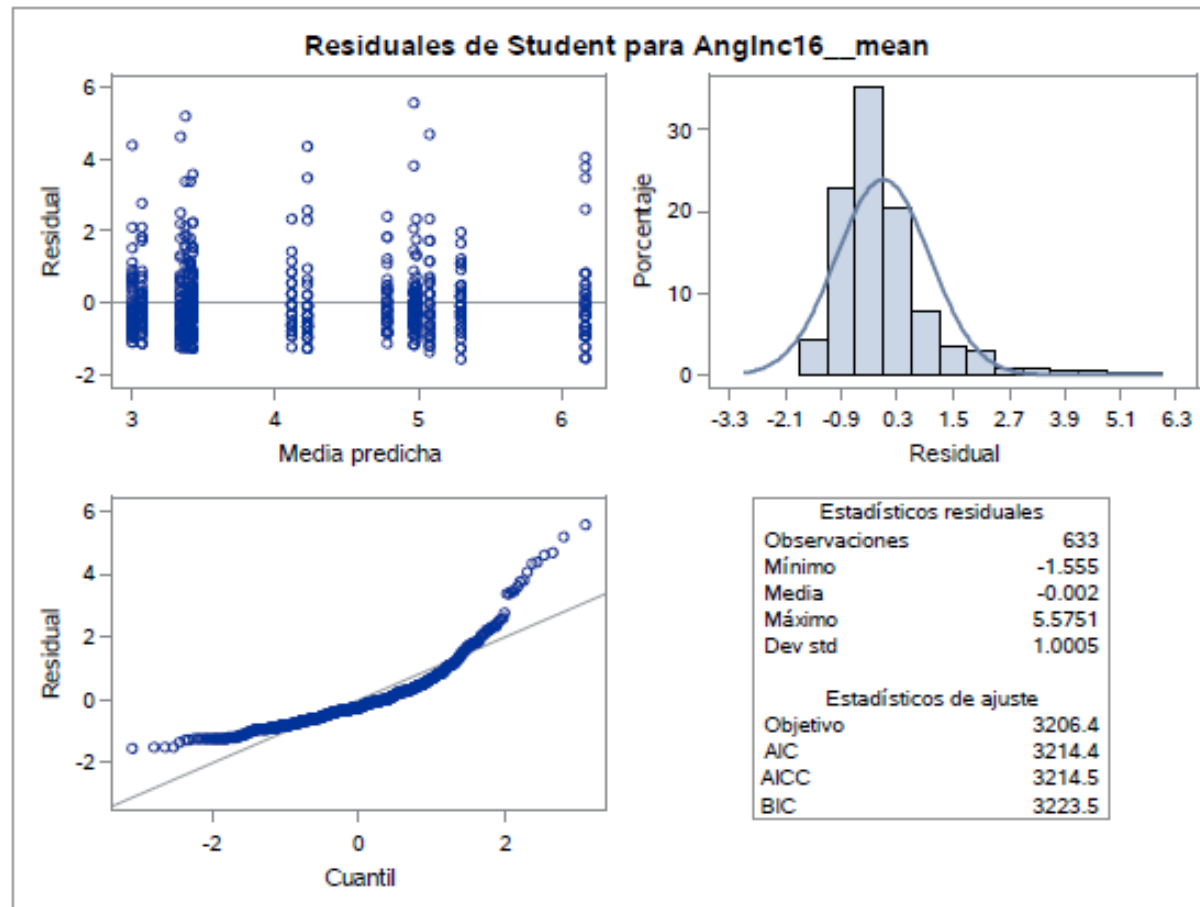 Residuales de Student para AngInc16__mean
6
4
2
0
-2
Residual
3 4 5 6
Media predicha
30
20
10
0
Porcentaje
-3.3 -2.1 -0.9 0.3 1.5 2.7 3.9 5.1 6.3
Residual
6
4
2
0
-2
Residual
-2 0 2
Cuantil
Estadísticos residuales
Observaciones 633
Mínimo -1.555
Media -0.002
Máximo 5.5751
Dev std 1.0005
Estadísticos de ajuste
Objetivo 3206.4
AIC 3214.4
AICC 3214.5
BIC 3223.5